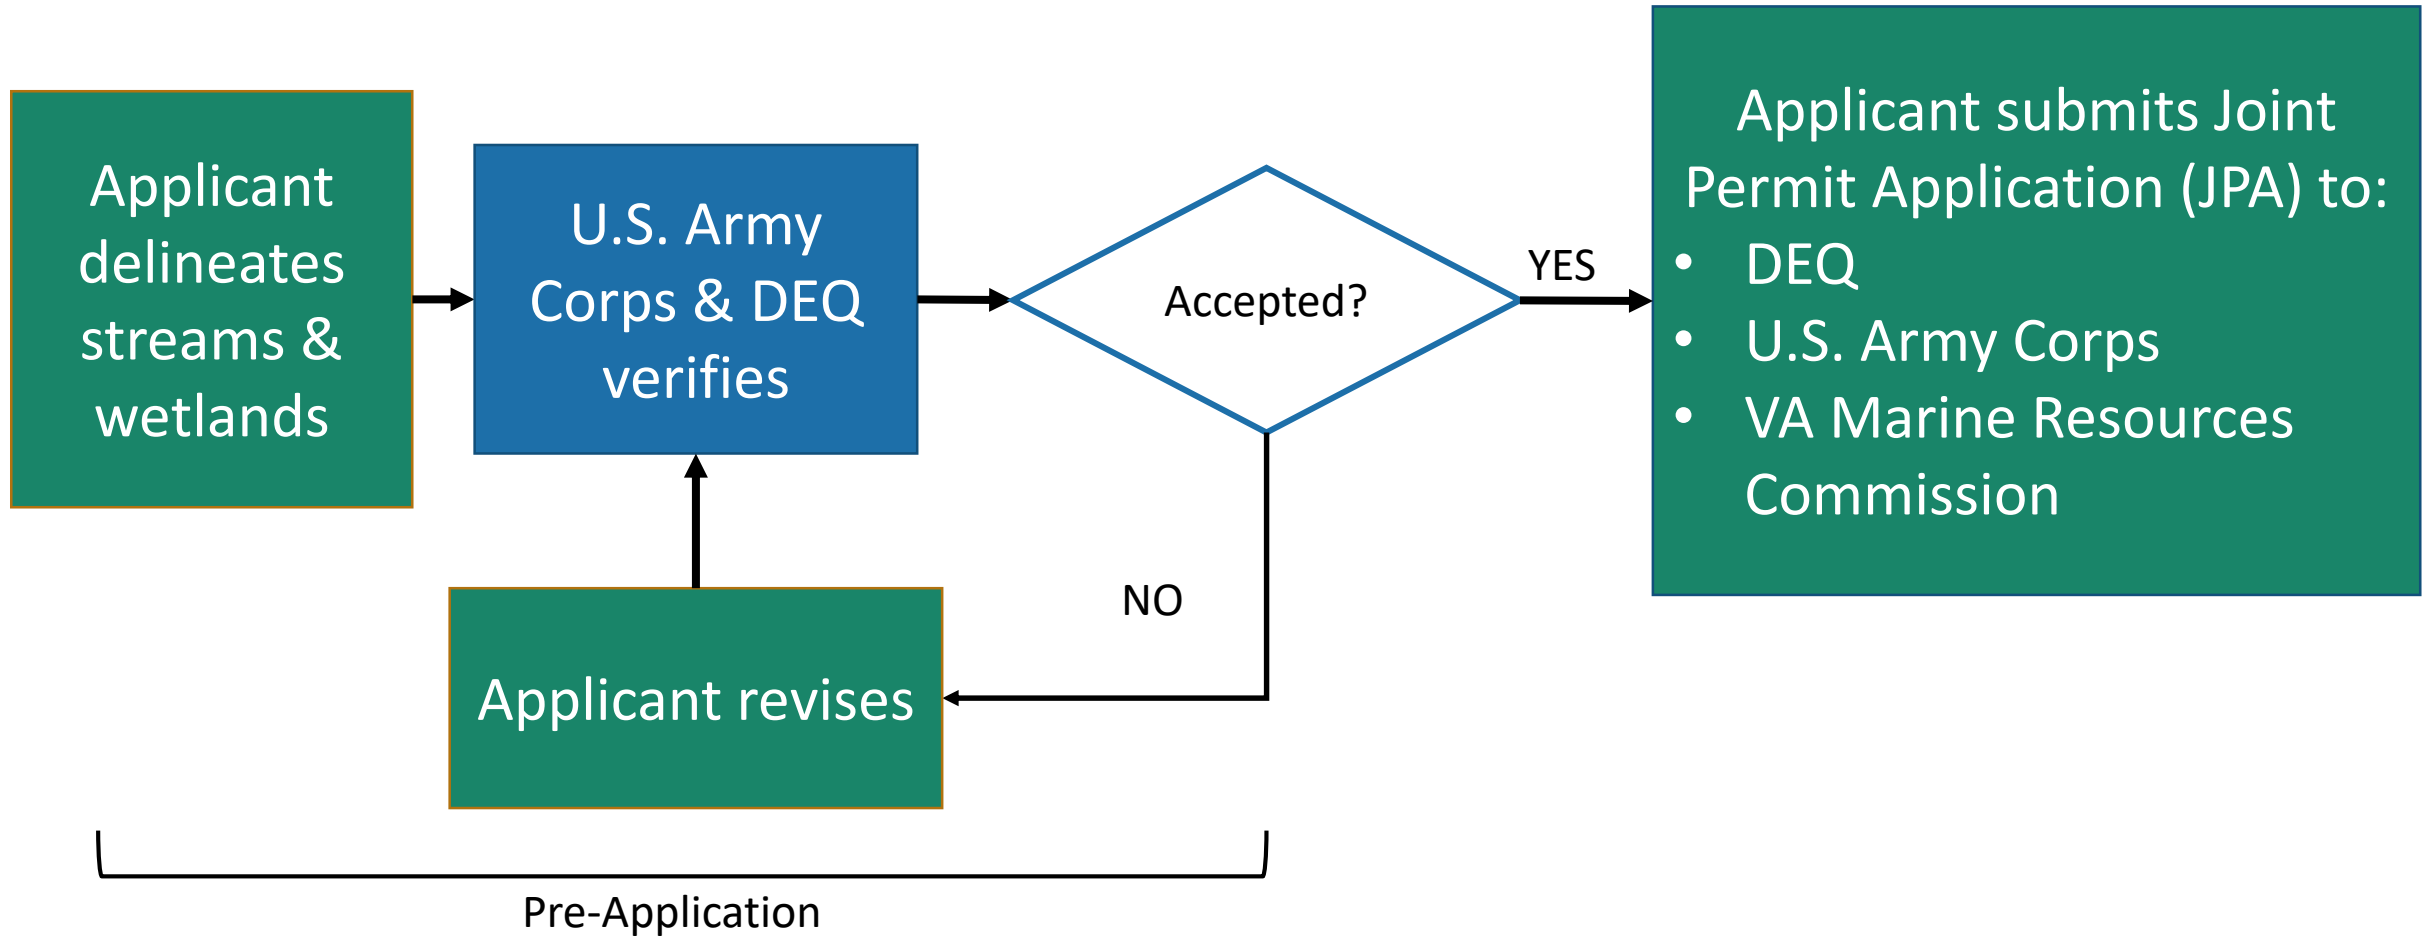 Applicant
delineates
streams &
wetlands
U.S. Army
Corps & DEQ
verifies
Accepted?
YES
Applicant submits Joint
Permit Application (JPA) to:
• DEQ
• U.S. Army Corps
• VA Marine Resources
Commission
NO
Applicant revises
Pre-Application